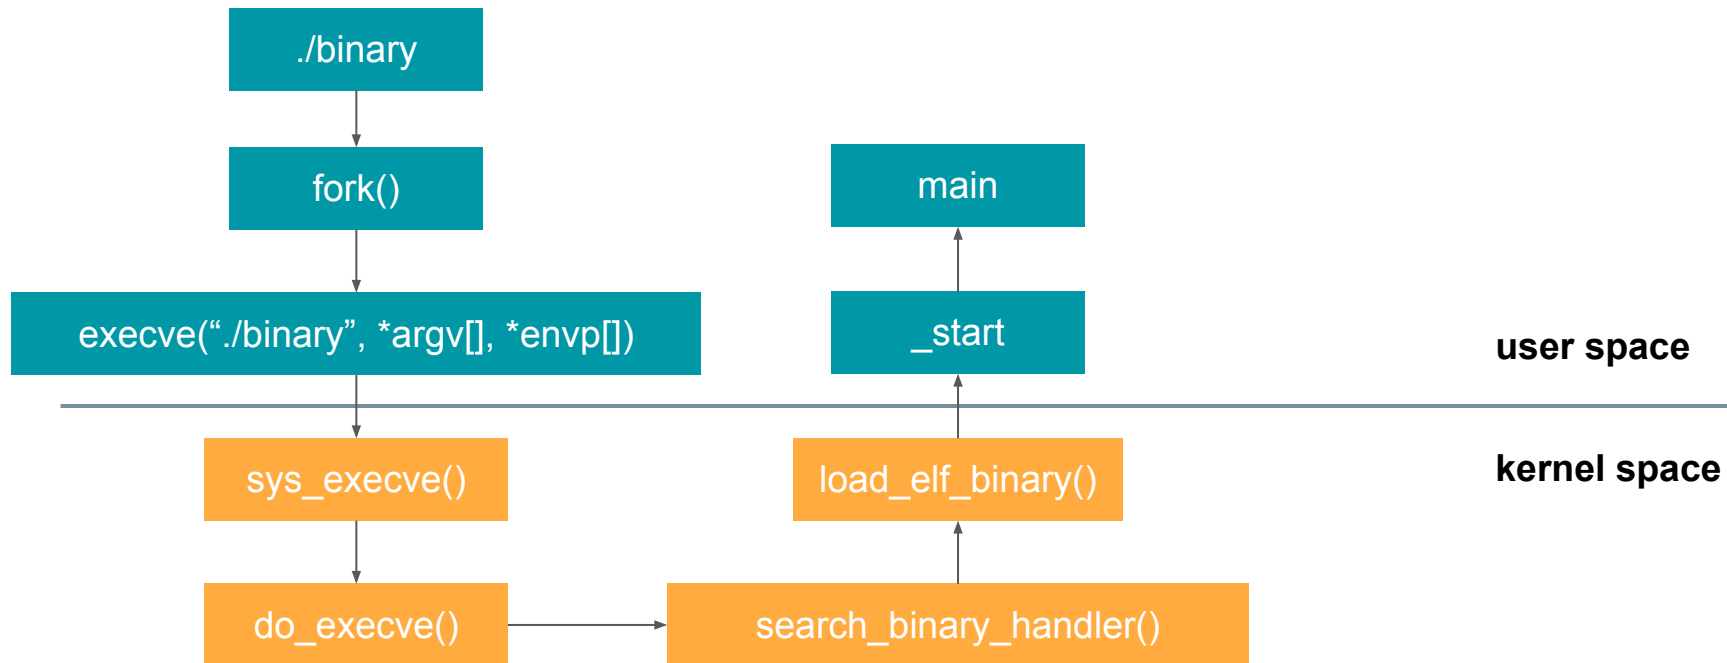 ./binary
fork()
execve(“./binary”, *argv[], *envp[])
sys_execve()
do_execve()
search_binary_handler()
load_elf_binary()
_start
main
user space
kernel space